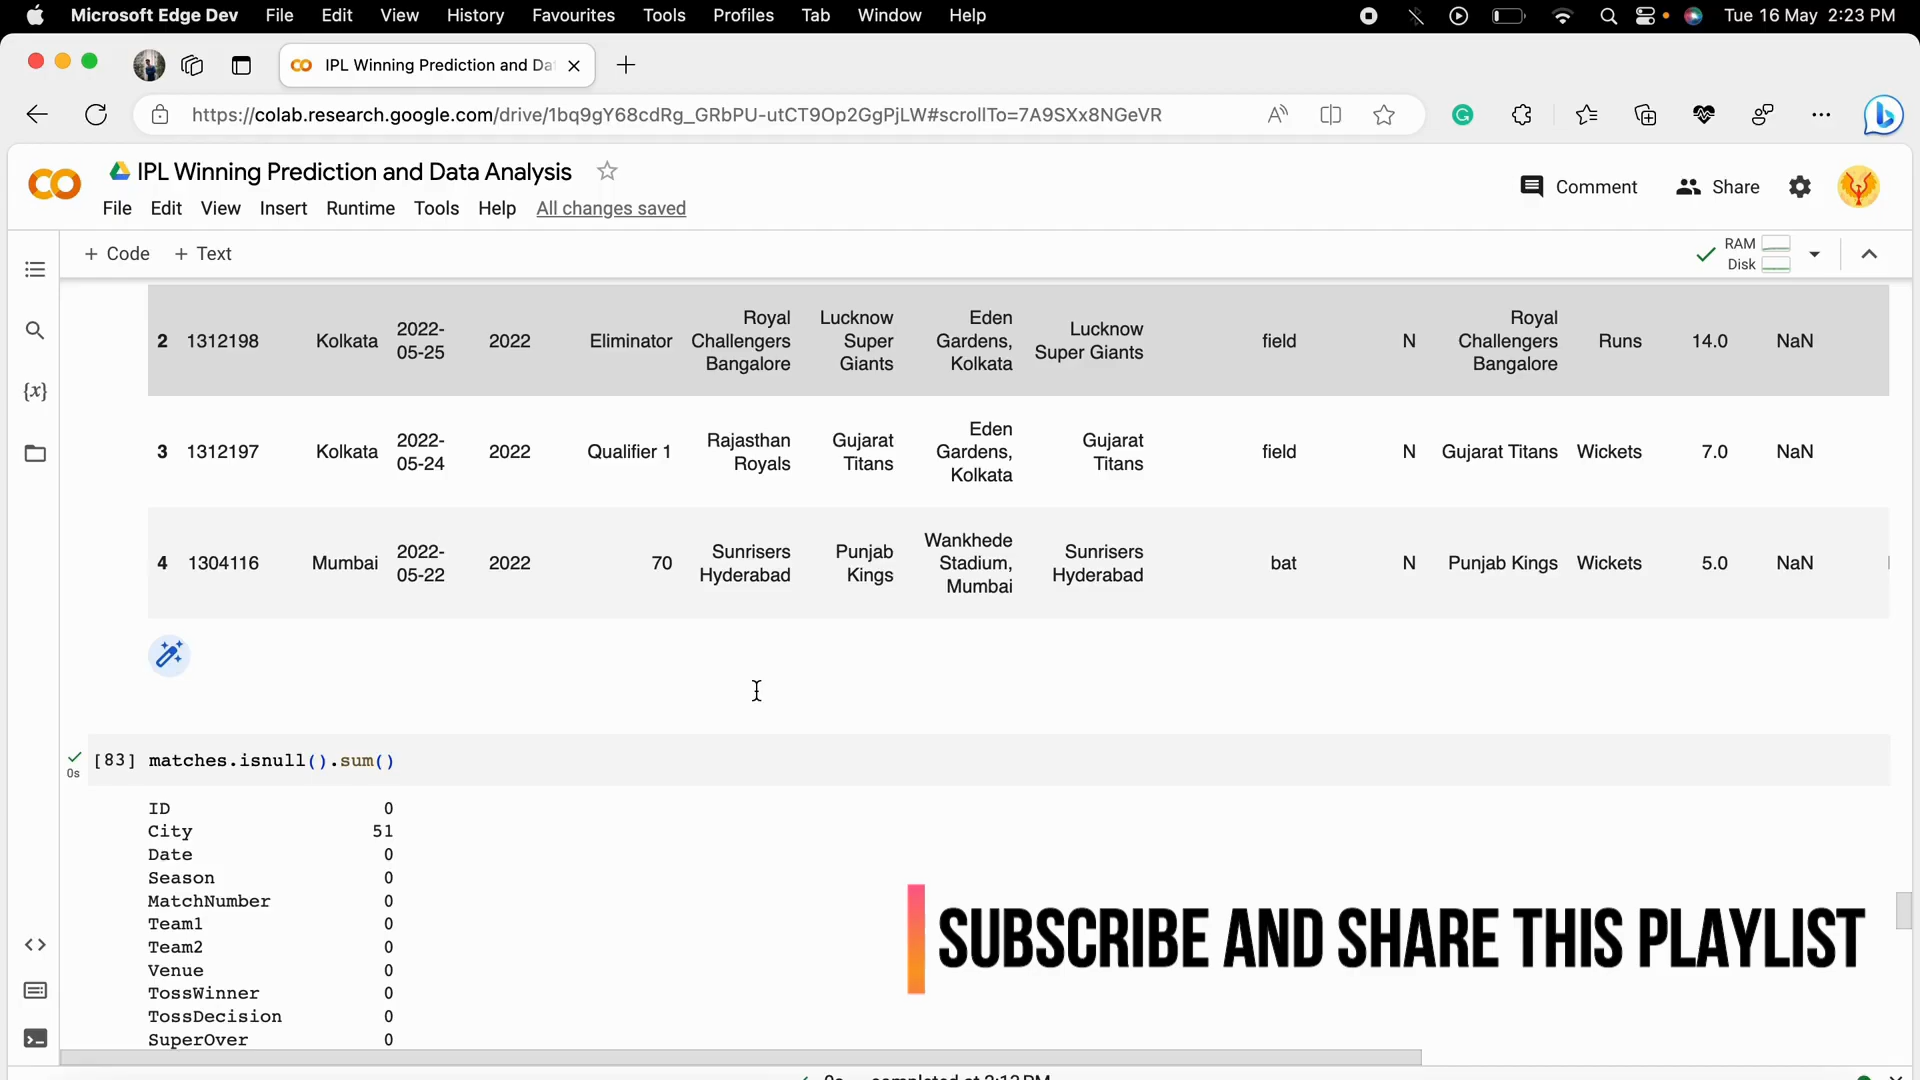 Microsoft Edge Dev File Edit View History Favourites Tools Profiles Tab Window Help Tue 16 May 2:23 PM
IPL Winning Prediction and Da
https://colab.research.google.com/drive/1bq9gY68cdRg_GRbPU-utCT9Op2GgPjLW#scrollTo=7A9SXx8NGeVR
IPL Winning Prediction and Data Analysis
Comment Share
File Edit View Insert Runtime Tools Help All changes saved
+ Code + Text
RAM
Disk
2 1312198 Kolkata 2022-05-25 2022 Eliminator Royal Challengers Bangalore Lucknow Super Giants Eden Gardens, Kolkata Lucknow Super Giants field N Royal Challengers Bangalore Runs 14.0 NaN
3 1312197 Kolkata 2022-05-24 2022 Qualifier 1 Rajasthan Royals Gujarat Titans Eden Gardens, Kolkata Gujarat Titans field N Gujarat Titans Wickets 7.0 NaN
4 1304116 Mumbai 2022-05-22 2022 70 Sunrisers Hyderabad Punjab Kings Wankhede Stadium, Mumbai Sunrisers Hyderabad bat N Punjab Kings Wickets 5.0 NaN
[83] matches.isnull().sum()
0s
ID 0
City 51
Date 0
Season 0
MatchNumber 0
Team1 0
Team2 0
Venue 0
TossWinner 0
TossDecision 0
SuperOver 0
SUBSCRIBE AND SHARE THIS PLAYLIST